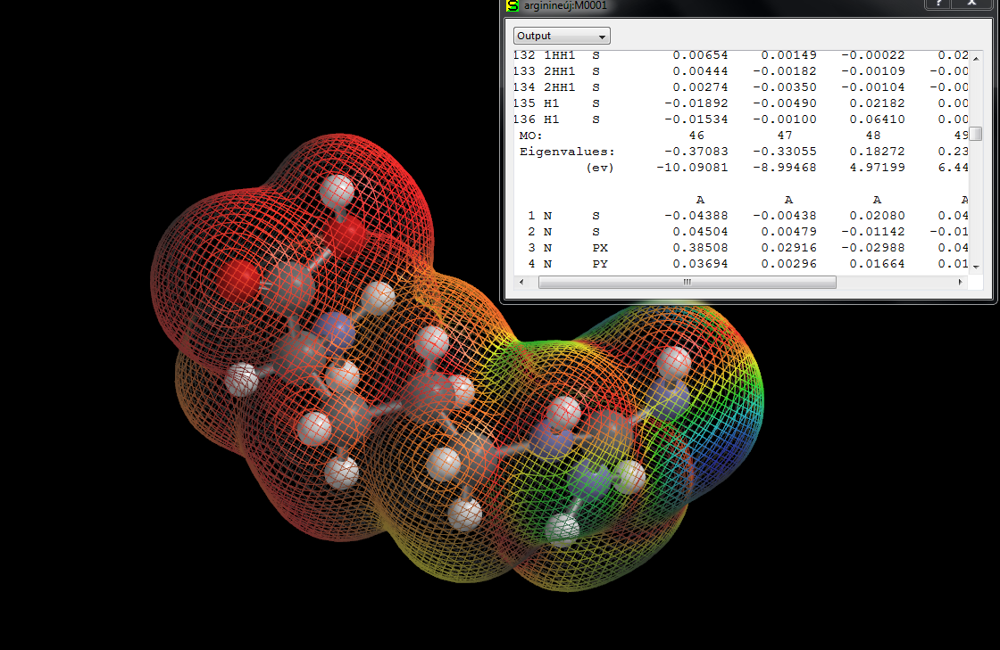 S arginineúj:M0001 ? X
Output
132 1HH1 S 0.00654 0.00149 -0.00022 0.02
133 2HH1 S 0.00444 -0.00182 -0.00109 -0.00
134 2HH1 S 0.00274 -0.00350 -0.00104 -0.00
135 H1 S -0.01892 -0.00490 0.02182 0.00
136 H1 S -0.01534 -0.00100 0.06410 0.00
MO: 46 47 48 49
Eigenvalues: -0.37083 -0.33055 0.18272 0.23
(ev) -10.09081 -8.99468 4.97199 6.44
A A A A
1 N S -0.04388 -0.00438 0.02080 0.04
2 N S 0.04504 0.00479 -0.01142 -0.01
3 N PX 0.38508 0.02916 -0.02988 0.04
4 N PY 0.03694 0.00296 0.01664 0.01